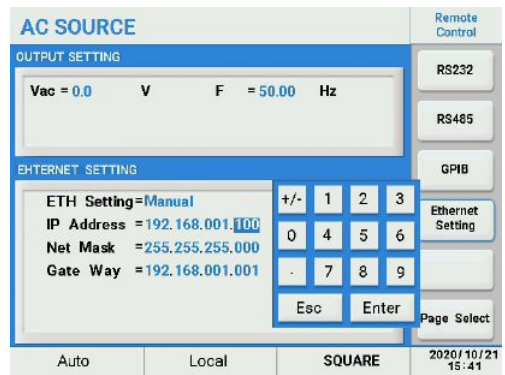 AC SOURCE
Remote
Control
OUTPUT SETTING
Vac = 0.0 V F = 50.00 Hz
RS232
RS485
EHTERNET SETTING
GPIB
ETH Setting=Manual
IP Address =192.168.001.100
Net Mask =255.255.255.000
Gate Way =192.168.001.001
+/- 1 2 3
0 4 5 6
. 7 8 9
Esc Enter
Ethernet
Setting
Page Select
Auto Local SQUARE 2020/10/21
15:41